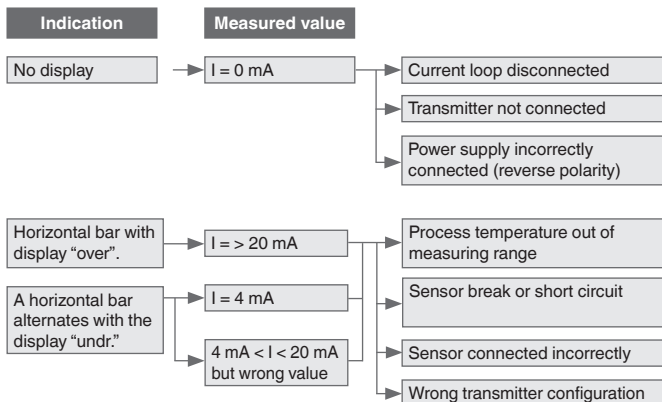 Indication
Measured value
No display
I = 0 mA
Current loop disconnected
Transmitter not connected
Power supply incorrectly
connected (reverse polarity)
Horizontal bar with
display “over”.
I = > 20 mA
Process temperature out of
measuring range
A horizontal bar
alternates with the
display “undr.”
I = 4 mA
Sensor break or short circuit
4 mA < I < 20 mA
but wrong value
Sensor connected incorrectly
Wrong transmitter configuration